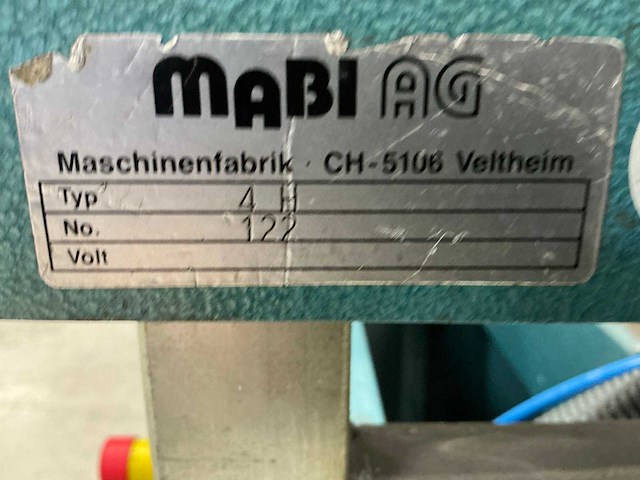 MABI AG
Maschinenfabrik · CH-5106 Veltheim
Typ 4 H
No. 122
Volt